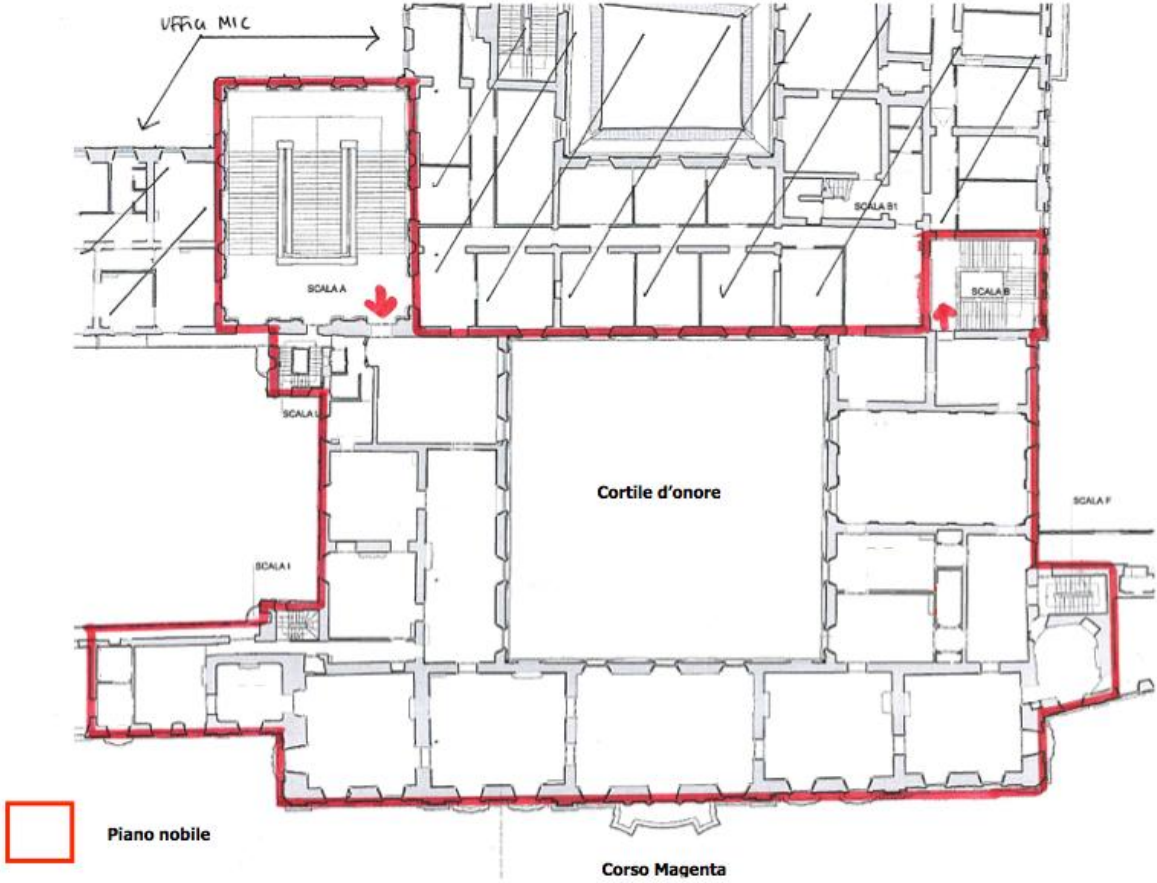 Uffici MIC
SCALA B1
SCALA A
SCALA B
SCALA L
Cortile d'onore
SCALA F
SCALA I
Piano nobile
Corso Magenta